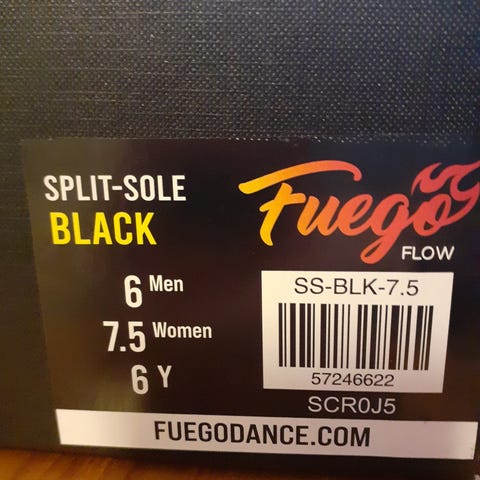 SPLIT-SOLE
BLACK
Fuego
FLOW
6 Men
7.5 Women
6 Y
SS-BLK-7.5
57246622
SCR0J5
FUEGODANCE.COM